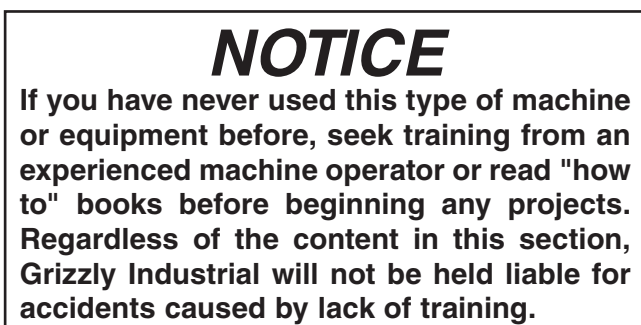 NOTICE
If you have never used this type of machine
or equipment before, seek training from an
experienced machine operator or read "how
to" books before beginning any projects.
Regardless of the content in this section,
Grizzly Industrial will not be held liable for
accidents caused by lack of training.